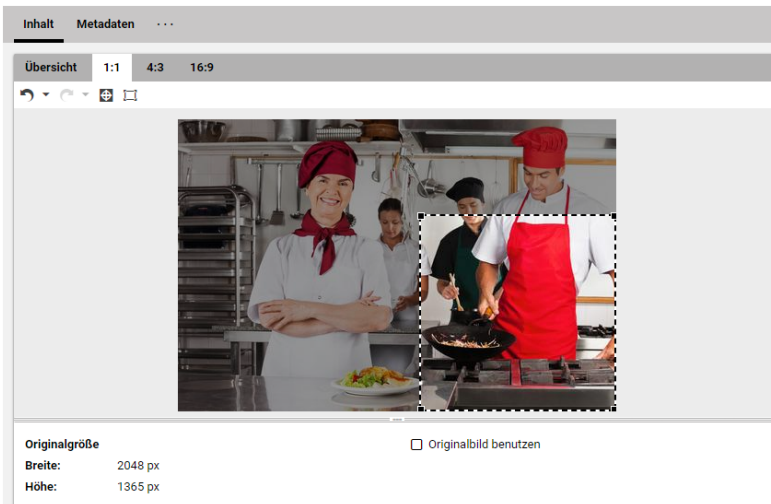 Inhalt Metadaten ...
Übersicht 1:1 4:3 16:9
Originalgröße
Originalbild benutzen
Breite: 2048 px
Höhe: 1365 px